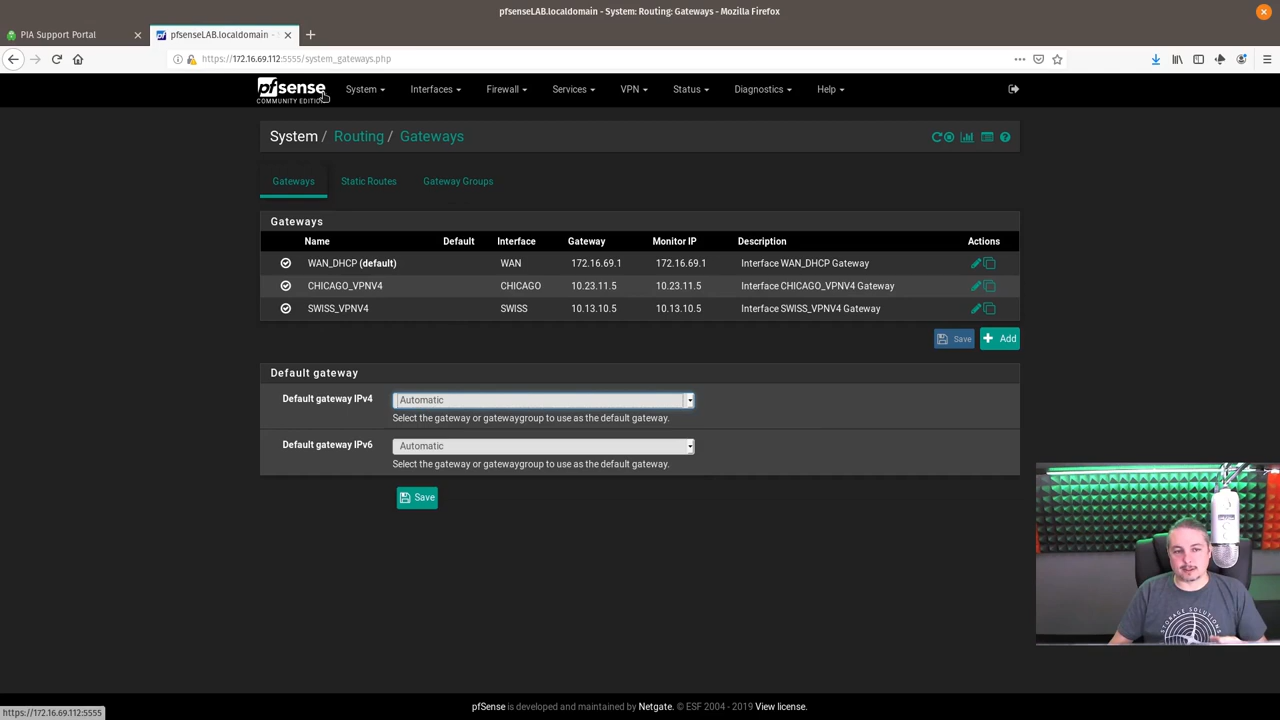 pfsenseLAB.localdomain - System: Routing: Gateways - Mozilla Firefox
PIA Support Portal
pfsenseLAB.localdomain -
https://172.16.69.112:5555/system_gateways.php
pfsense
COMMUNITY EDITION
System Interfaces Firewall Services VPN Status Diagnostics Help
System / Routing / Gateways
Gateways Static Routes Gateway Groups
Gateways
Name Default Interface Gateway Monitor IP Description Actions
WAN_DHCP (default) WAN 172.16.69.1 172.16.69.1 Interface WAN_DHCP Gateway
CHICAGO_VPNV4 CHICAGO 10.23.11.5 10.23.11.5 Interface CHICAGO_VPNV4 Gateway
SWISS_VPNV4 SWISS 10.13.10.5 10.13.10.5 Interface SWISS_VPNV4 Gateway
Save Add
Default gateway
Default gateway IPv4 Automatic
Select the gateway or gatewaygroup to use as the default gateway.
Default gateway IPv6 Automatic
Select the gateway or gatewaygroup to use as the default gateway.
Save
STORAGE SOLUTIONS
pfSense is developed and maintained by Netgate. © ESF 2004 - 2019 View license.
https://172.16.69.112:5555